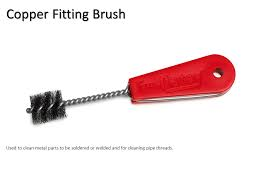 Copper Fitting Brush
Used to clean metal parts to be soldered or welded and for cleaning pipe threads.